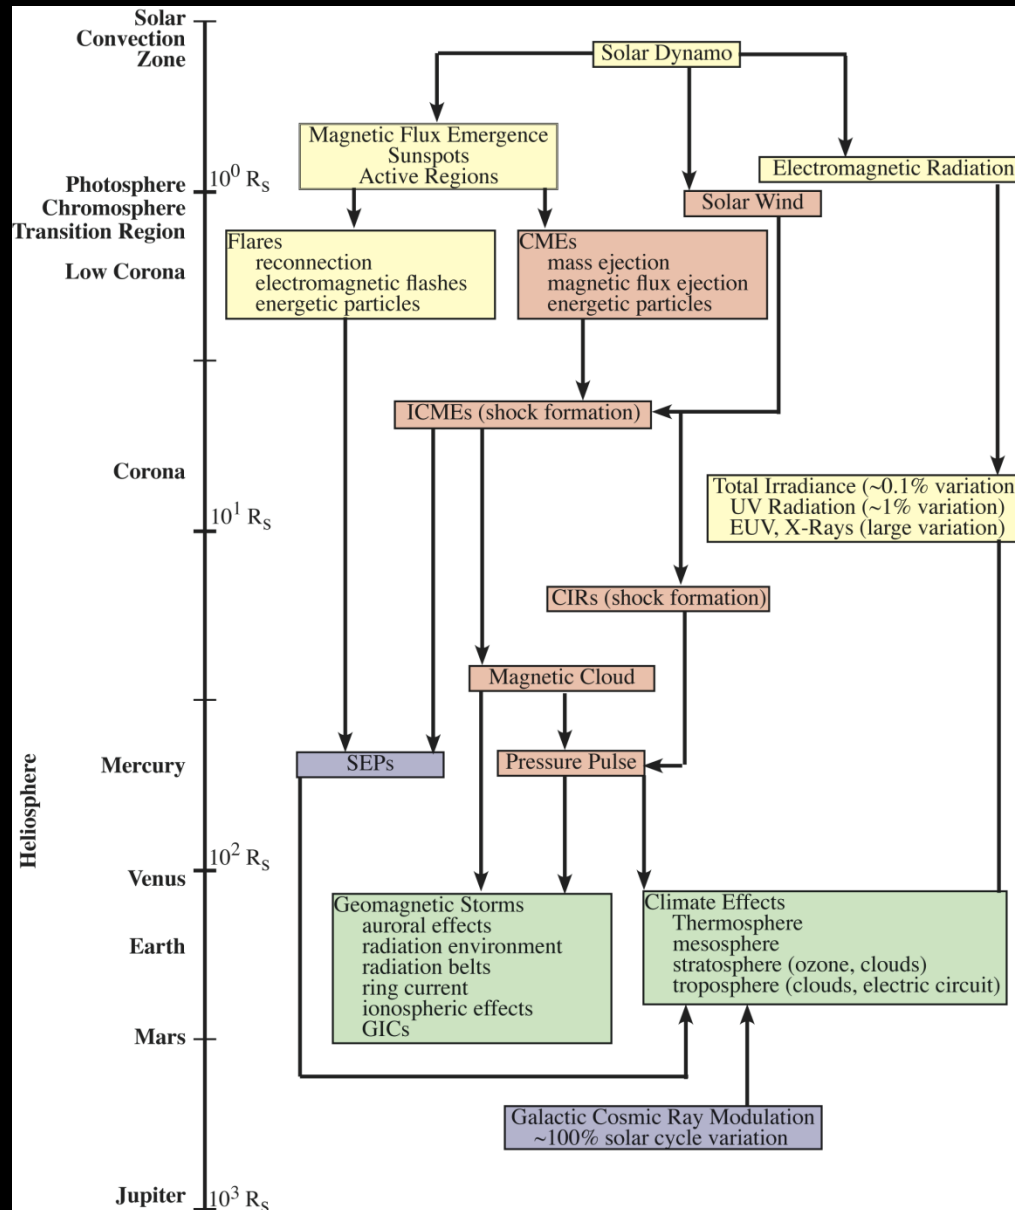 Solar
Convection
Zone
Solar Dynamo
Magnetic Flux Emergence
Sunspots
Active Regions
Electromagnetic Radiation
10⁰ R_S
Photosphere
Chromosphere
Transition Region
Solar Wind
Low Corona
Flares
reconnection
electromagnetic flashes
energetic particles
CMEs
mass ejection
magnetic flux ejection
energetic particles
ICMEs (shock formation)
Corona
Total Irradiance (~0.1% variation
UV Radiation (~1% variation)
EUV, X-Rays (large variation)
10¹ R_S
CIRs (shock formation)
Magnetic Cloud
Mercury
SEPs
Pressure Pulse
Heliosphere
10² R_S
Venus
Earth
Geomagnetic Storms
auroral effects
radiation environment
radiation belts
ring current
ionospheric effects
GICs
Climate Effects
Thermosphere
mesosphere
stratosphere (ozone, clouds)
troposphere (clouds, electric circuit)
Mars
Galactic Cosmic Ray Modulation
~100% solar cycle variation
Jupiter
10³ R_S